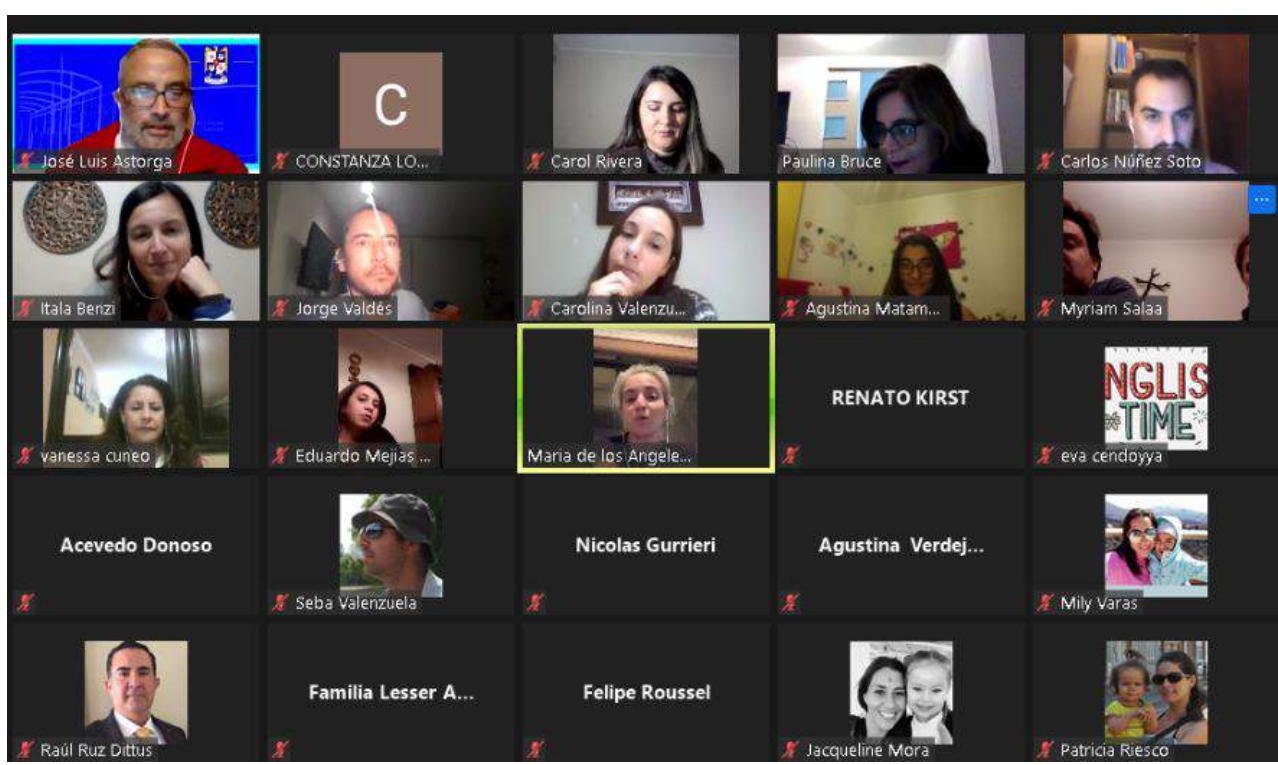 José Luis Astorga
C
CONSTANZA LO...
Carol Rivera
Paulina Bruce
Carlos Núñez Soto
Itala Benzi
Jorge Valdés
Carolina Valenzu...
Agustina Matam...
Myriam Salaa
...
vanessa cuneo
Eduardo Mejías ...
Maria de los Angele...
RENATO KIRST
NGLIS
TIME
eva cendoyya
Acevedo Donoso
Seba Valenzuela
Nicolas Gurrieri
Agustina Verdej...
Mily Varas
Raúl Ruz Dittus
Familia Lesser A...
Felipe Roussel
Jacqueline Mora
Patricia Riesco